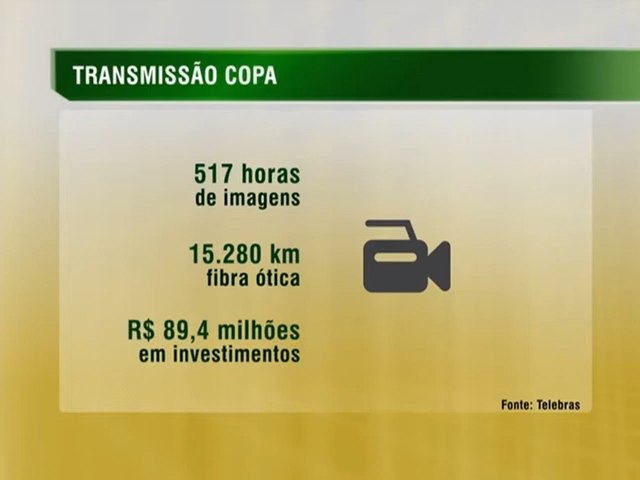 TRANSMISSÃO COPA
517 horas
de imagens
15.280 km
fibra ótica
R$ 89,4 milhões
em investimentos
Fonte: Telebras